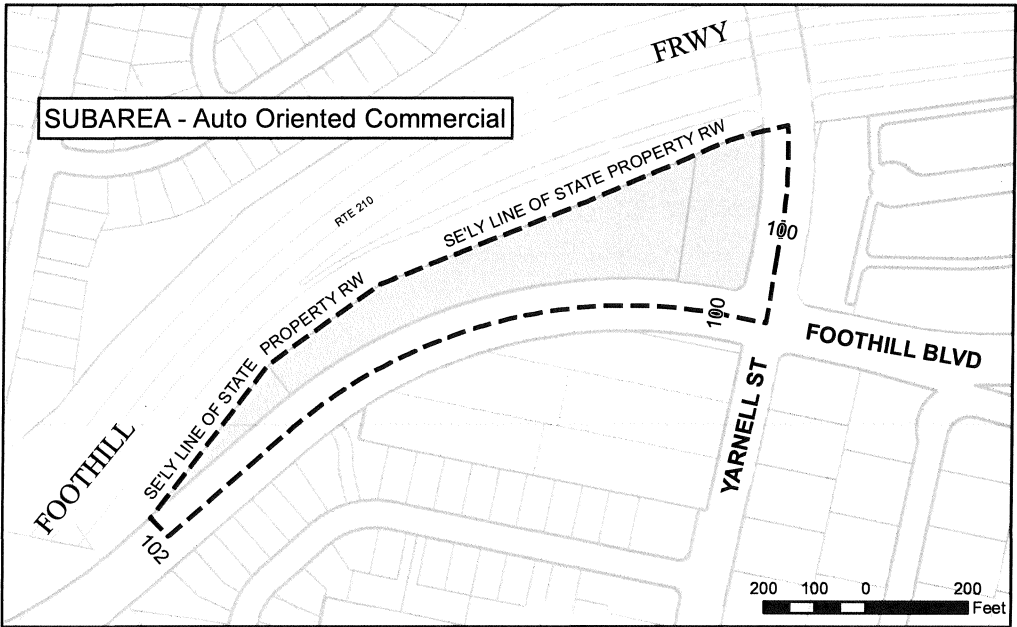 FRWY
SUBAREA - Auto Oriented Commercial
SE'LY LINE OF STATE PROPERTY RW
RTE 210
100
SE'LY LINE OF STATE PROPERTY RW
100
FOOTHILL BLVD
YARNELL ST
FOOTHILL
102
200 100 0 200
Feet